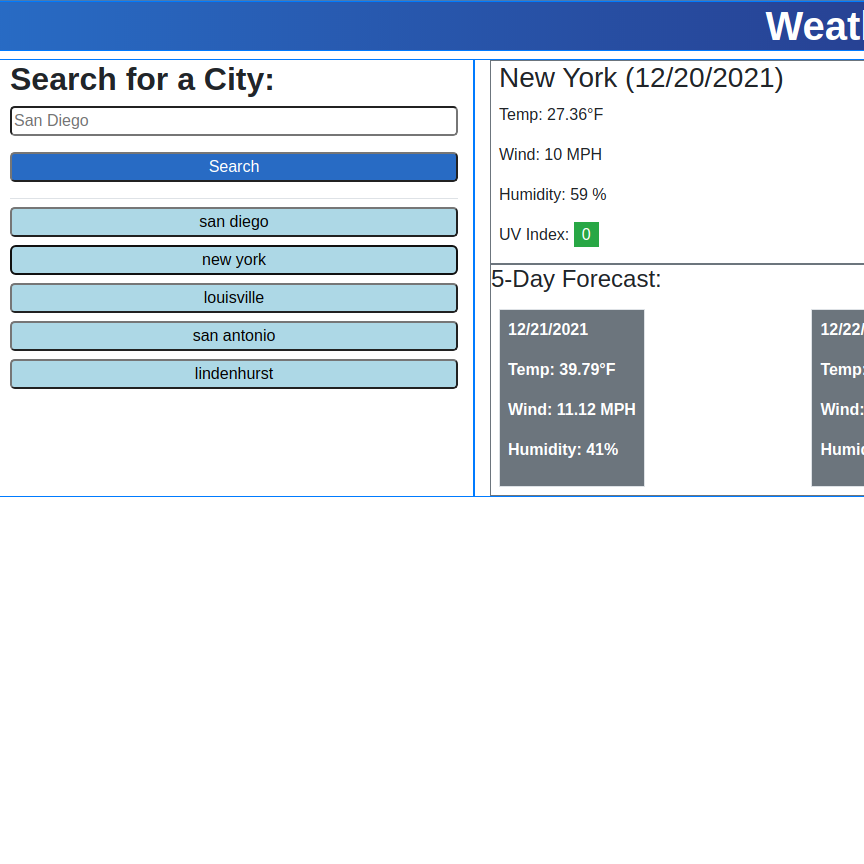 Search for a City:
San Diego
Search
san diego
new york
louisville
san antonio
lindenhurst
New York (12/20/2021)
Temp: 27.36°F
Wind: 10 MPH
Humidity: 59 %
UV Index: 0
5-Day Forecast:
12/21/2021
Temp: 39.79°F
Wind: 11.12 MPH
Humidity: 41%
12/22/
Temp:
Wind: